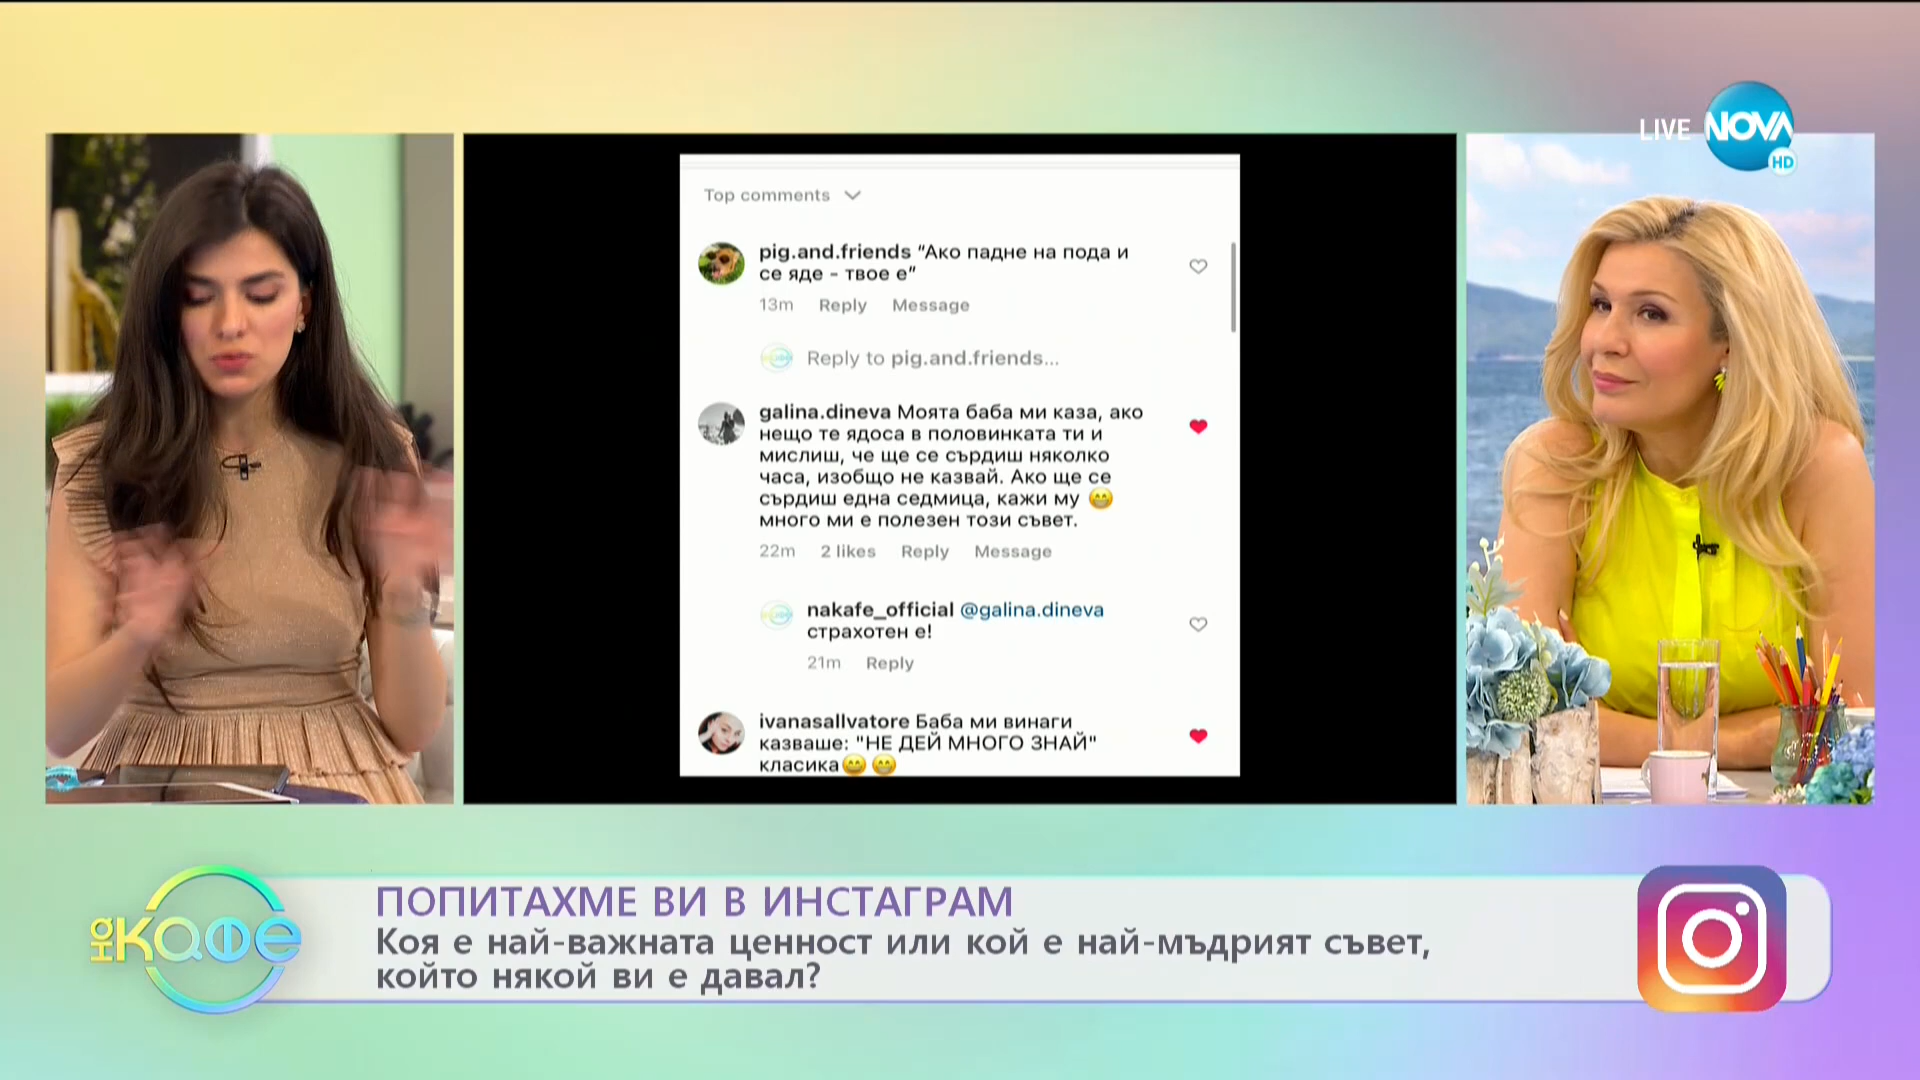 LIVE NOVA
HD
Top comments
pig.and.friends “Ако падне на пода и
се яде - твое е”
13m Reply Message
Reply to pig.and.friends...
galina.dineva Моята баба ми каза, ако
нещо те ядоса в половинката ти и
мислиш, че ще се сърдиш няколко
часа, изобщо не казвай. Ако ще се
сърдиш една седмица, кажи му 😁
много ми е полезен този съвет.
22m 2 likes Reply Message
nakafe_official @galina.dineva
страхотен е!
21m Reply
ivanasallvatore Баба ми винаги
казваше: "НЕ ДЕЙ МНОГО ЗНАЙ"
класика😁 😁
на кафе
ПОПИТАХМЕ ВИ В ИНСТАГРАМ
Коя е най-важната ценност или кой е най-мъдрият съвет,
който някой ви е давал?